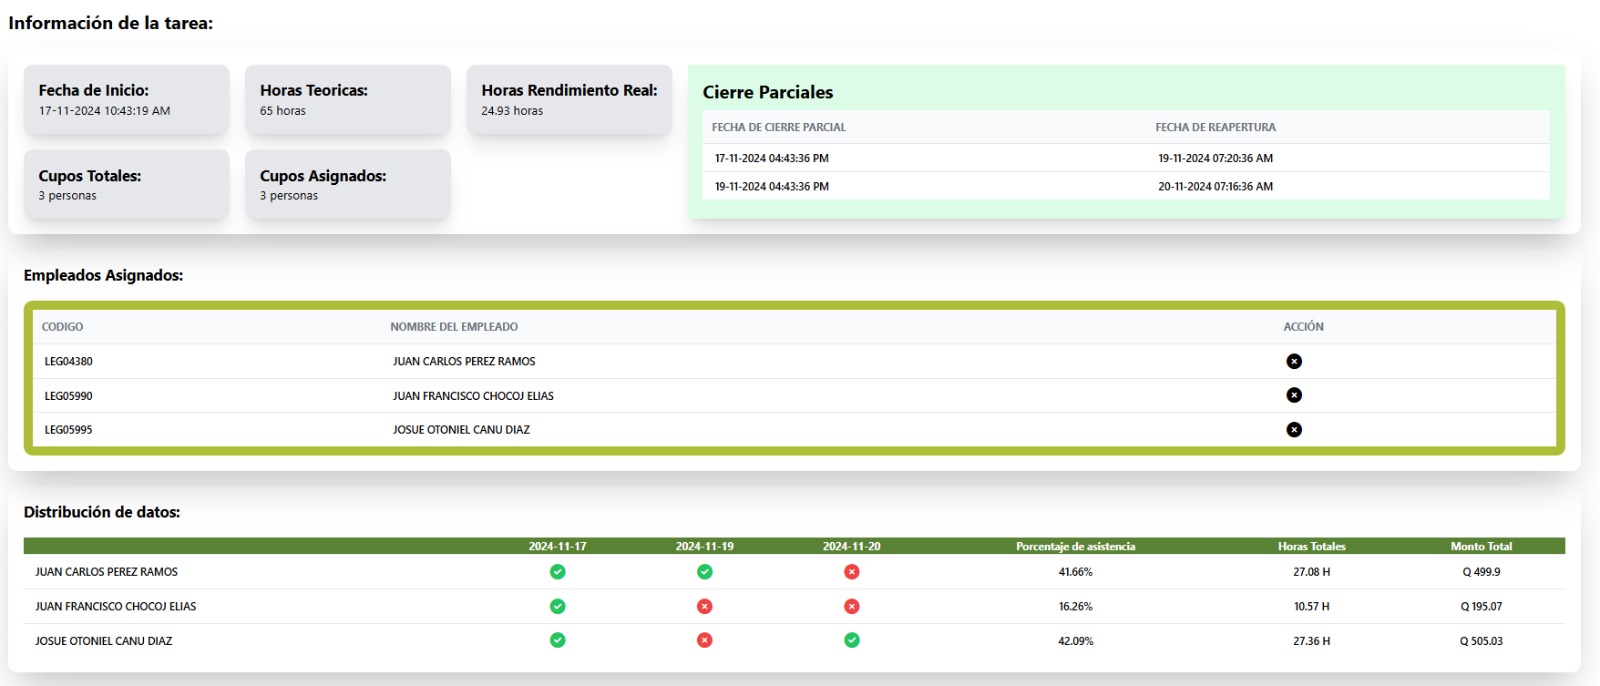 Información de la tarea:
Fecha de Inicio:
17-11-2024 10:43:19 AM
Horas Teoricas:
65 horas
Horas Rendimiento Real:
24.93 horas
Cupos Totales:
3 personas
Cupos Asignados:
3 personas
Cierre Parciales
FECHA DE CIERRE PARCIAL FECHA DE REAPERTURA
17-11-2024 04:43:36 PM 19-11-2024 07:20:36 AM
19-11-2024 04:43:36 PM 20-11-2024 07:16:36 AM
Empleados Asignados:
CODIGO NOMBRE DEL EMPLEADO ACCIÓN
LEG04380 JUAN CARLOS PEREZ RAMOS
LEG05990 JUAN FRANCISCO CHOCOJ ELIAS
LEG05995 JOSUE OTONIEL CANU DIAZ
Distribución de datos:
2024-11-17 2024-11-19 2024-11-20 Porcentaje de asistencia Horas Totales Monto Total
JUAN CARLOS PEREZ RAMOS 41.66% 27.08 H Q 499.9
JUAN FRANCISCO CHOCOJ ELIAS 16.26% 10.57 H Q 195.07
JOSUE OTONIEL CANU DIAZ 42.09% 27.36 H Q 505.03